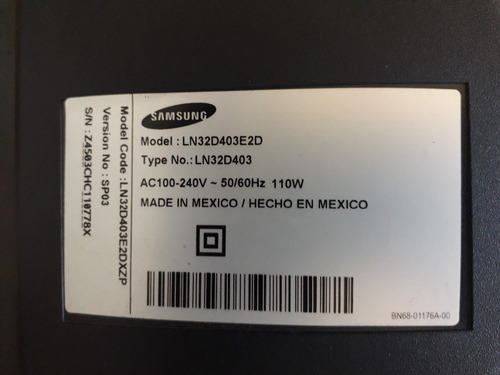 SAMSUNG
Model : LN32D403E2D
Type No.: LN32D403
AC100-240V ~ 50/60Hz 110W
MADE IN MEXICO / HECHO EN MEXICO
BN68-01176A-00
Model Code :LN32D403E2DXZP
Version No : SP03
S/N : Z4503CHC110778X